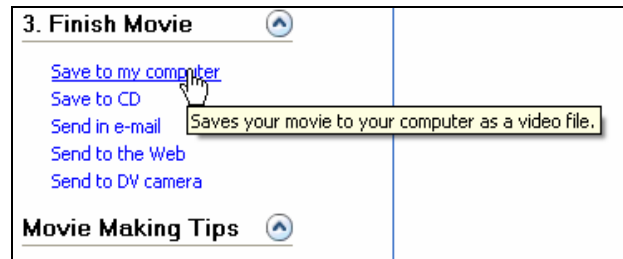 3. Finish Movie
Save to my computer
Save to CD
Send in e-mail
Saves your movie to your computer as a video file.
Send to the Web
Send to DV camera
Movie Making Tips